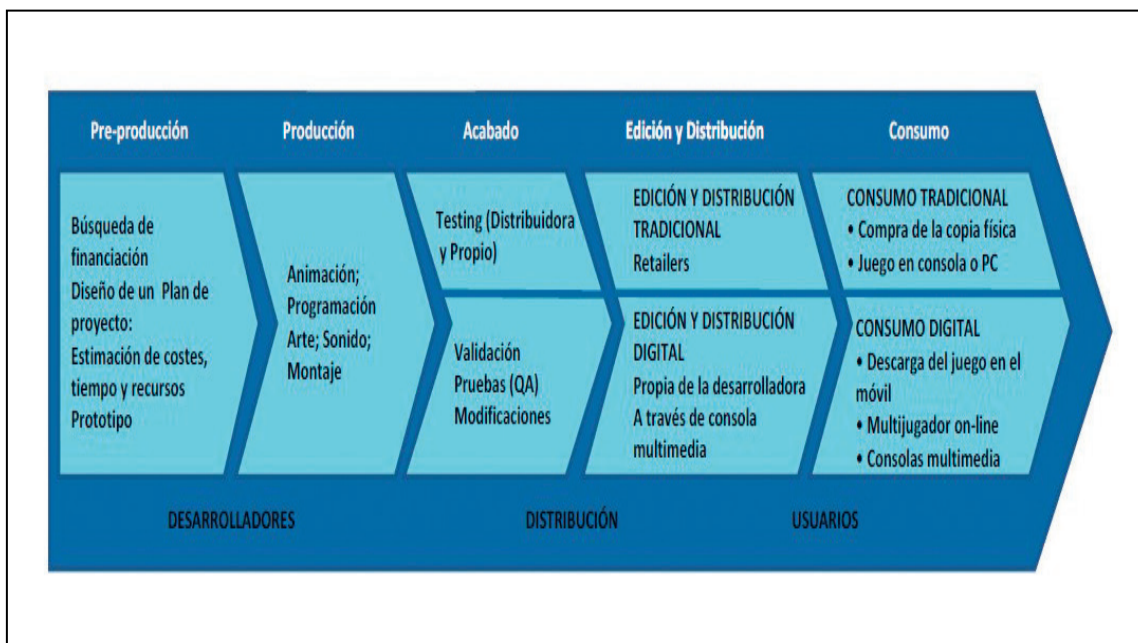 Pre-producción
Producción
Acabado
Edición y Distribución
Consumo
Búsqueda de
financiación
Diseño de un Plan de
proyecto:
Estimación de costes,
tiempo y recursos
Prototipo
Animación;
Programación
Arte; Sonido;
Montaje
Testing (Distribuidora
y Propio)
Validación
Pruebas (QA)
Modificaciones
EDICIÓN Y DISTRIBUCIÓN
TRADICIONAL
Retailers
EDICIÓN Y DISTRIBUCIÓN
DIGITAL
Propia de la desarrolladora
A través de consola
multimedia
CONSUMO TRADICIONAL
• Compra de la copia física
• Juego en consola o PC
CONSUMO DIGITAL
• Descarga del juego en el
móvil
• Multijugador on-line
• Consolas multimedia
DESARROLLADORES
DISTRIBUCIÓN
USUARIOS